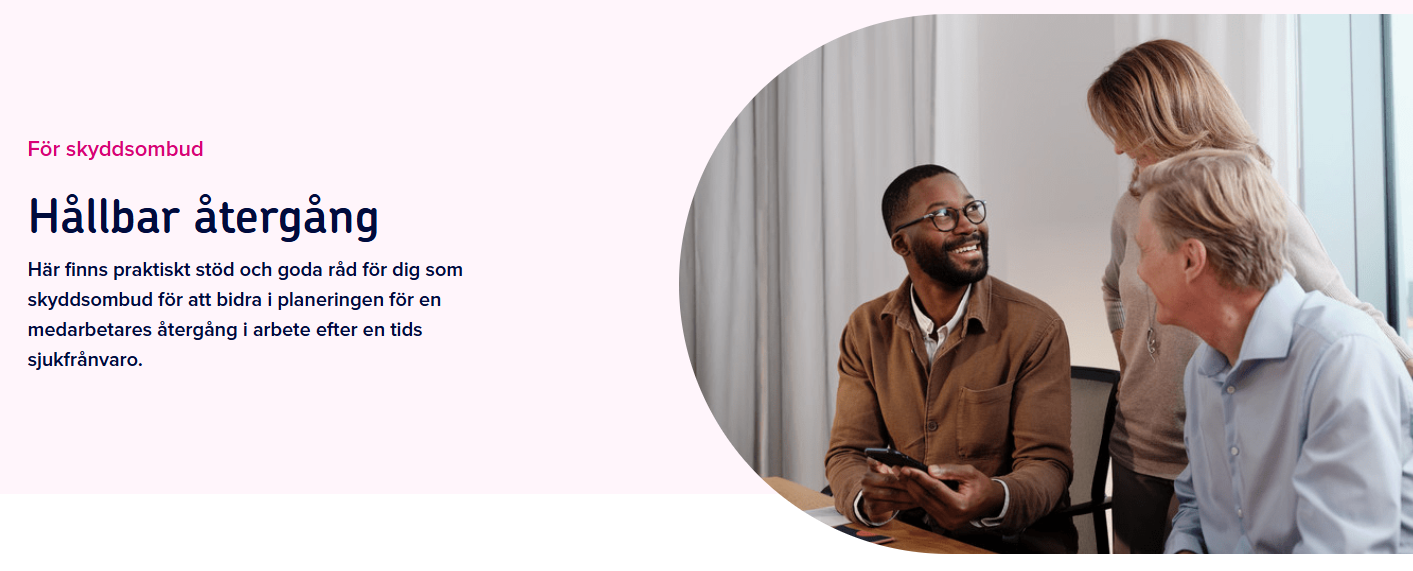 För skyddsombud
Hållbar återgång
Här finns praktiskt stöd och goda råd för dig som
skyddsombud för att bidra i planeringen för en
medarbetares återgång i arbete efter en tids
sjukfrånvaro.